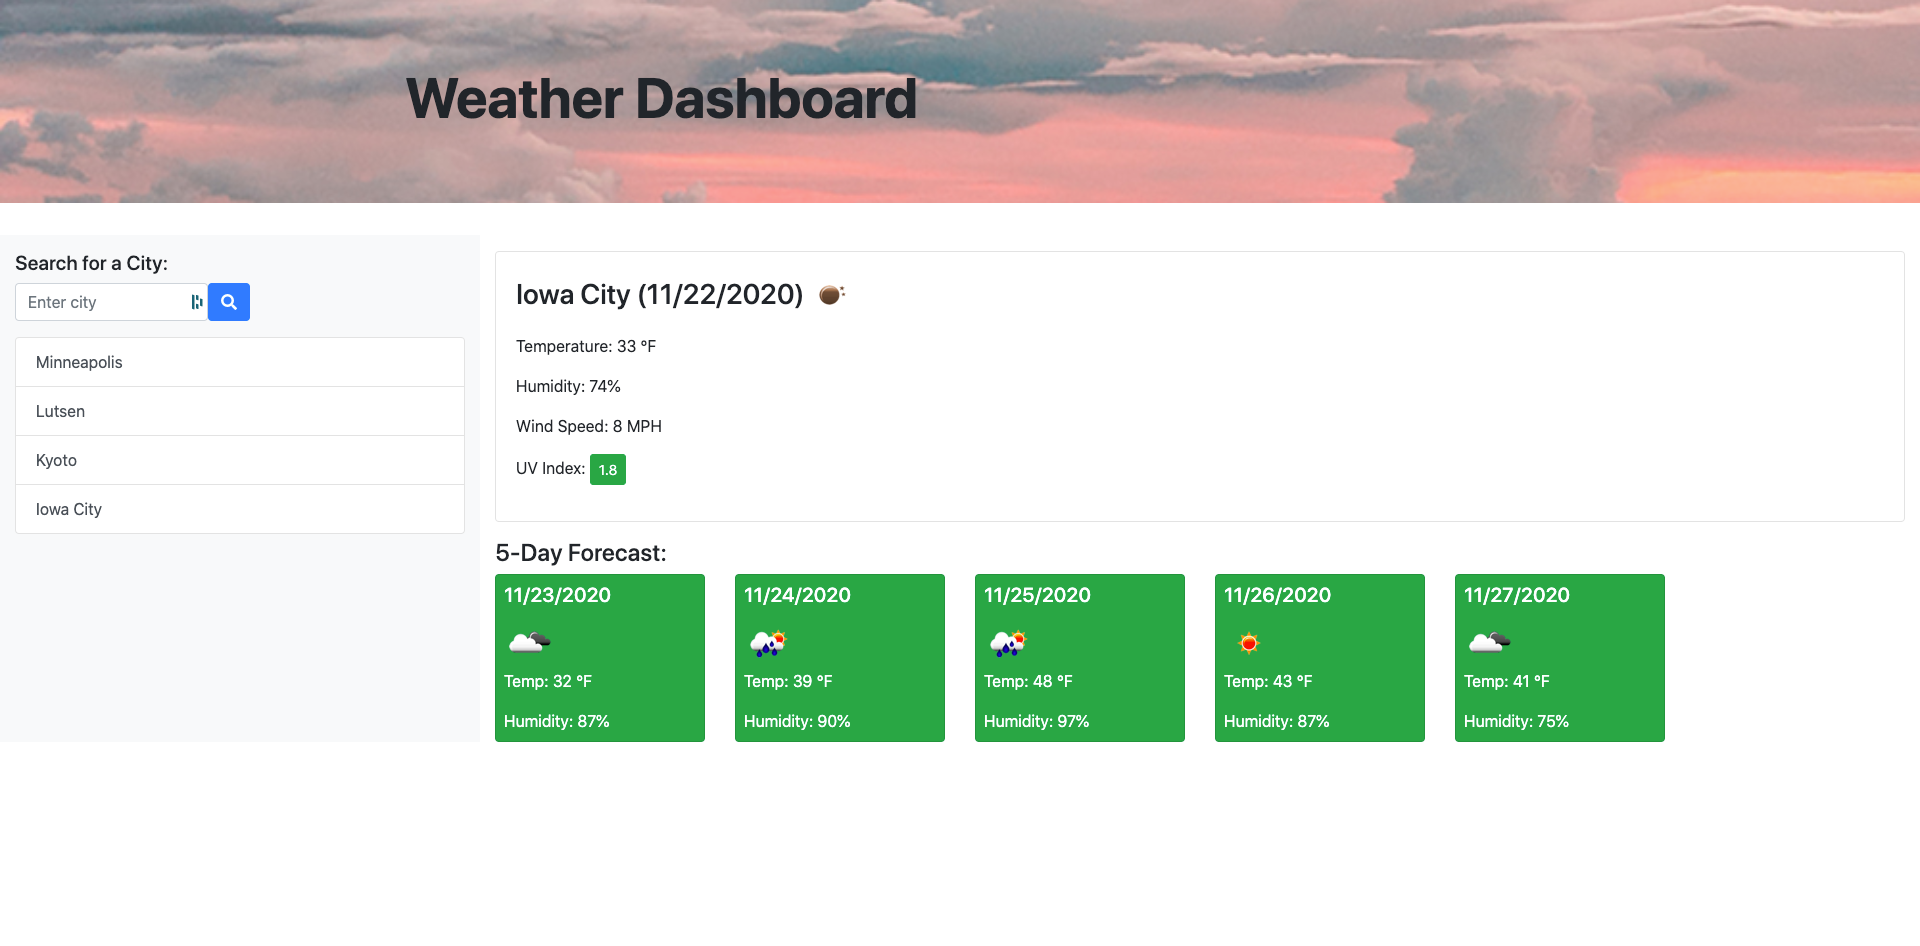 Weather Dashboard
Search for a City:
Enter city
Minneapolis
Lutsen
Kyoto
Iowa City
Iowa City (11/22/2020)
Temperature: 33 °F
Humidity: 74%
Wind Speed: 8 MPH
UV Index: 1.8
5-Day Forecast:
11/23/2020
Temp: 32 °F
Humidity: 87%
11/24/2020
Temp: 39 °F
Humidity: 90%
11/25/2020
Temp: 48 °F
Humidity: 97%
11/26/2020
Temp: 43 °F
Humidity: 87%
11/27/2020
Temp: 41 °F
Humidity: 75%